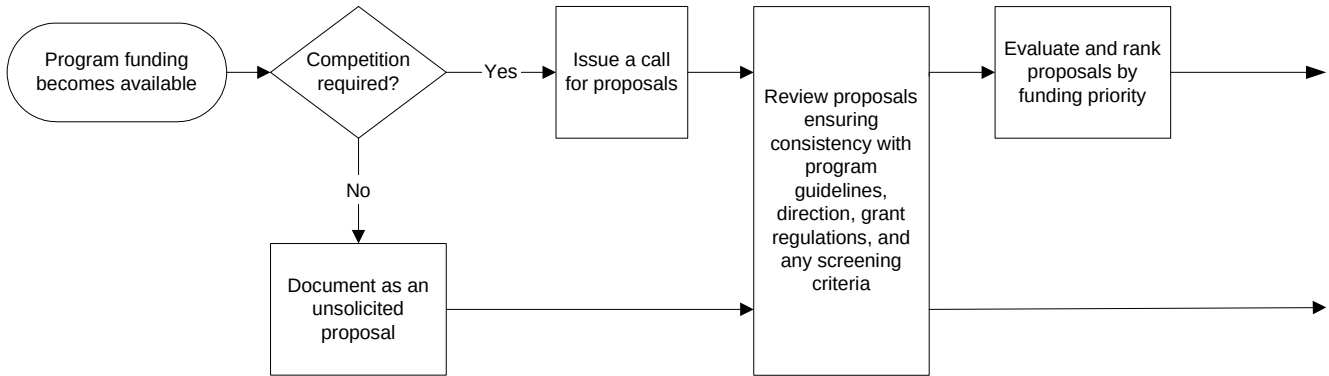 Program funding
becomes available
Competition
required?
Yes
Issue a call
for proposals
Review proposals
ensuring
consistency with
program
guidelines,
direction, grant
regulations, and
any screening
criteria
Evaluate and rank
proposals by
funding priority
No
Document as an
unsolicited
proposal